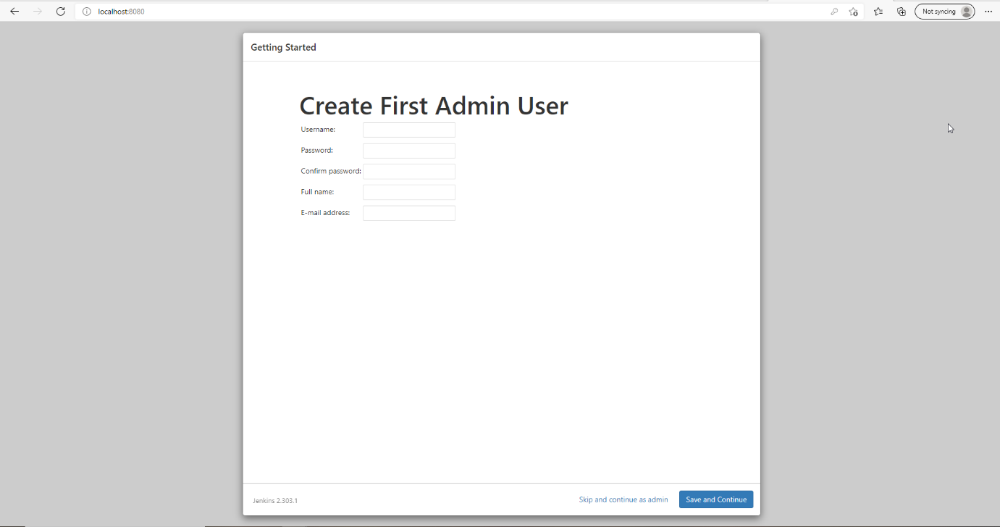 localhost:8080
Not syncing
Getting Started
Create First Admin User
Username:
Password:
Confirm password:
Full name:
E-mail address:
Jenkins 2.303.1
Skip and continue as admin
Save and Continue